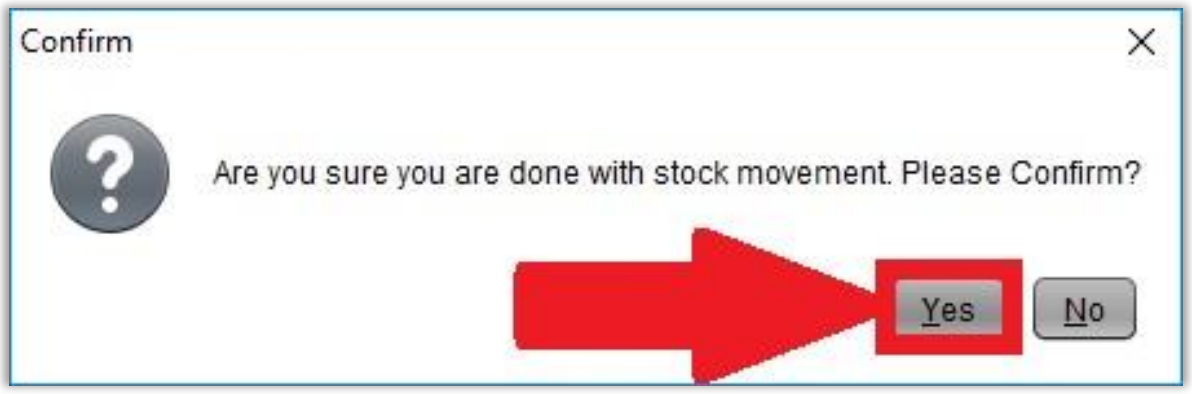 Confirm
Are you sure you are done with stock movement. Please Confirm?
Yes
No